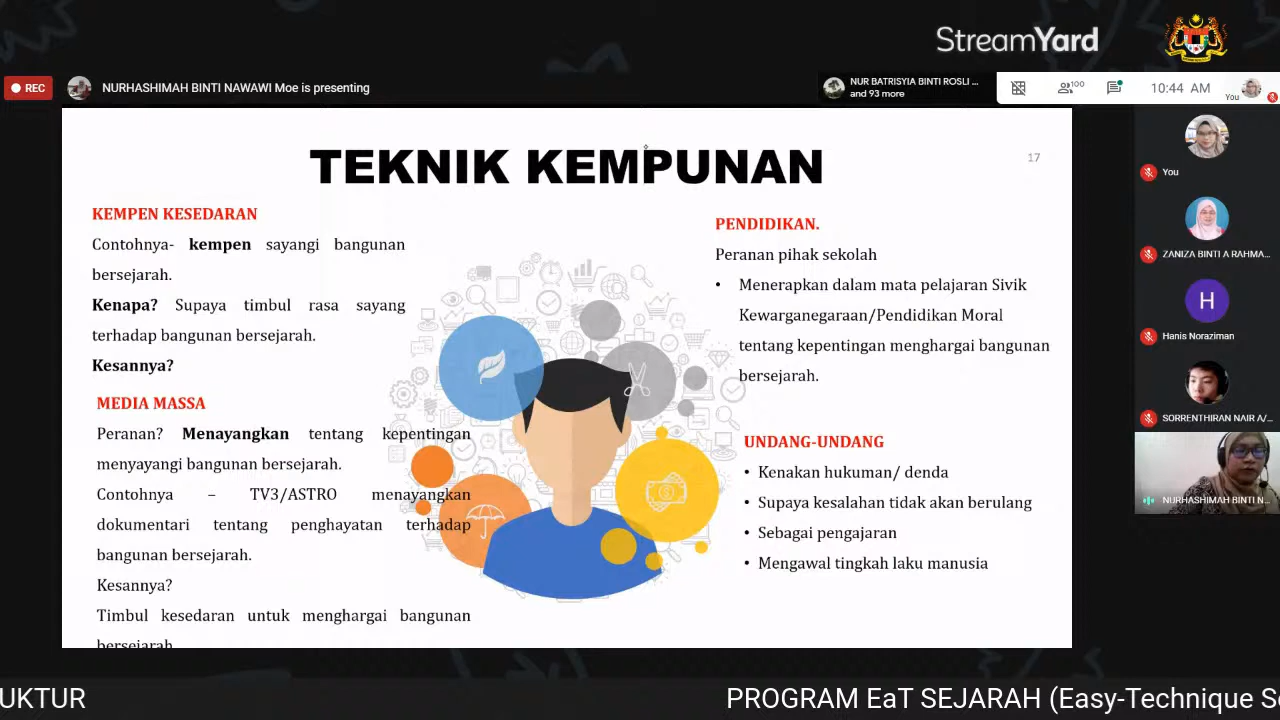 StreamYard
REC
NURHASHIMAH BINTI NAWAWI Moe is presenting
NUR BATRISYIA BINTI ROSLI ...
and 93 more
100
10:44 AM
You
TEKNIK KEMPUNAN
17
KEMPEN KESEDARAN
Contohnya- kempen sayangi bangunan
bersejarah.
Kenapa? Supaya timbul rasa sayang
terhadap bangunan bersejarah.
Kesannya?
MEDIA MASSA
Peranan? Menayangkan tentang kepentingan
menyayangi bangunan bersejarah.
Contohnya – TV3/ASTRO menayangkan
dokumentari tentang penghayatan terhadap
bangunan bersejarah.
Kesannya?
Timbul kesedaran untuk menghargai bangunan
bersejarah
PENDIDIKAN.
Peranan pihak sekolah
• Menerapkan dalam mata pelajaran Sivik
Kewarganegaraan/Pendidikan Moral
tentang kepentingan menghargai bangunan
bersejarah.
UNDANG-UNDANG
• Kenakan hukuman/ denda
• Supaya kesalahan tidak akan berulang
• Sebagai pengajaran
• Mengawal tingkah laku manusia
You
ZANIZA BINTI A RAHMA...
H
Hanis Noraziman
SORRENTHIRAN NAIR A/...
NURHASHIMAH BINTI N...
UKTUR
PROGRAM EaT SEJARAH (Easy-Technique S